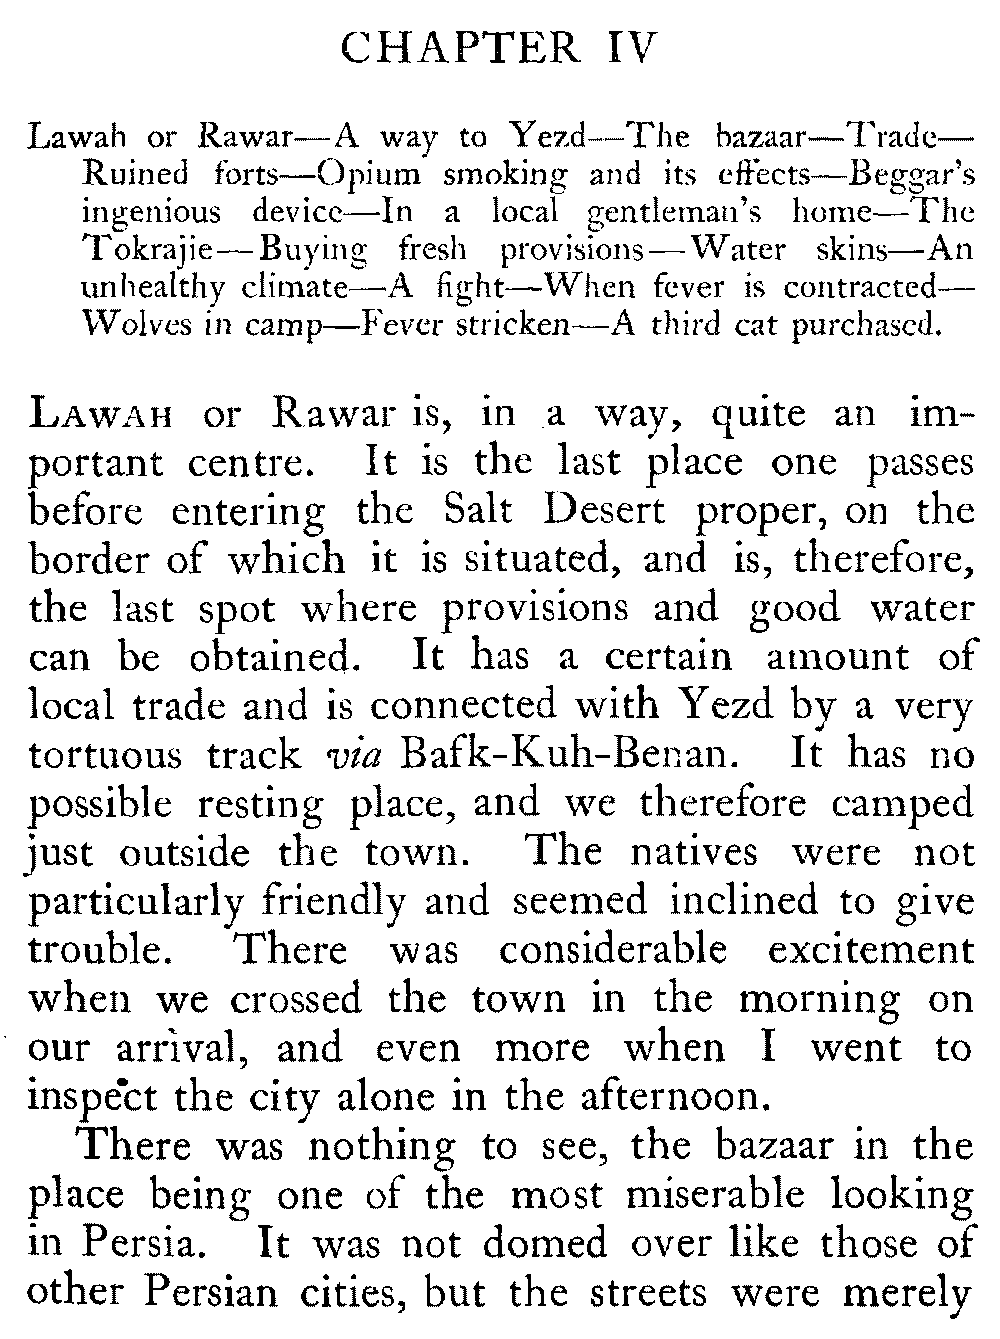 CHAPTER IV
Lawah or Rawar—A way to Yezd—The bazaar—Trade—
Ruined forts—Opium smoking and its effects—Beggar's
ingenious device—In a local gentleman's home—The
Tokrajie—Buying fresh provisions—Water skins—An
unhealthy climate—A fight—When fever is contracted—
Wolves in camp—Fever stricken—A third cat purchased.
LAWAH or Rawar is, in a way, quite an im-
portant centre. It is the last place one passes
before entering the Salt Desert proper, on the
border of which it is situated, and is, therefore,
the last spot where provisions and good water
can be obtained. It has a certain amount of
local trade and is connected with Yezd by a very
tortuous track via Bafk-Kuh-Benan. It has no
possible resting place, and we therefore camped
just outside the town. The natives were not
particularly friendly and seemed inclined to give
trouble. There was considerable excitement
when we crossed the town in the morning on
our arrival, and even more when I went to
inspect the city alone in the afternoon.
There was nothing to see, the bazaar in the
place being one of the most miserable looking
in Persia. It was not domed over like those of
other Persian cities, but the streets were merely